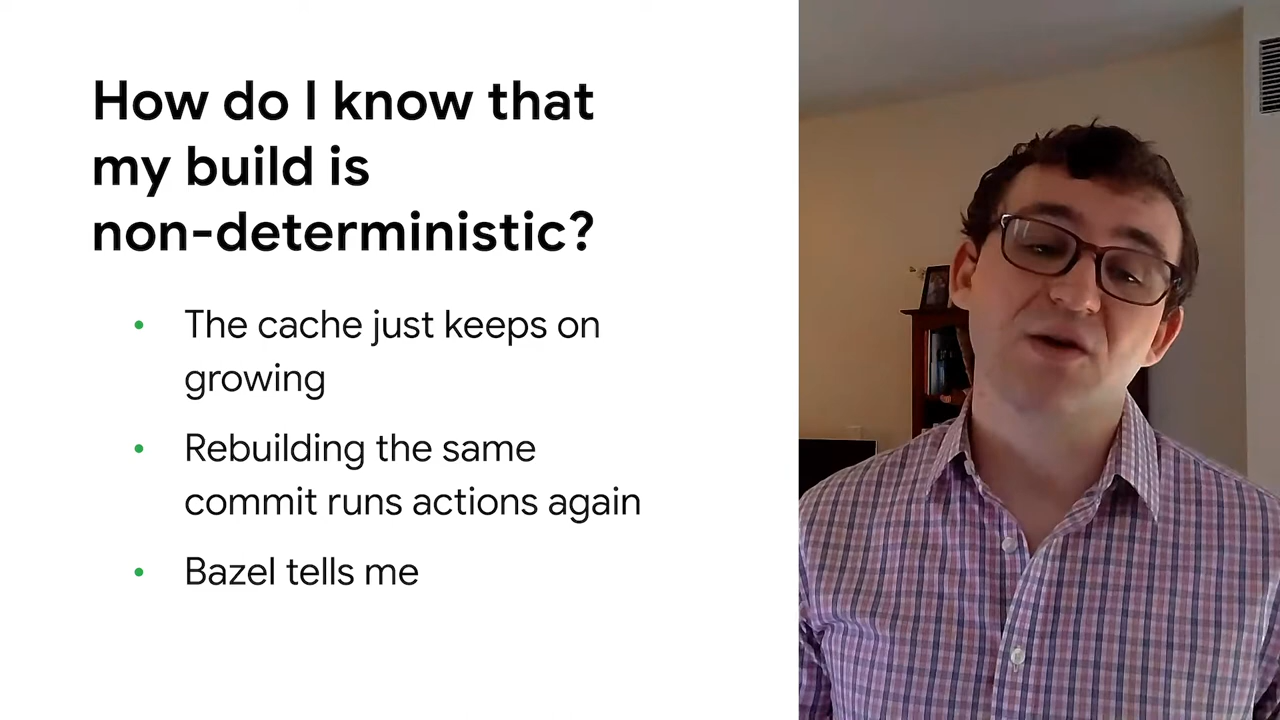 How do I know that
my build is
non-deterministic?
• The cache just keeps on
growing
• Rebuilding the same
commit runs actions again
• Bazel tells me